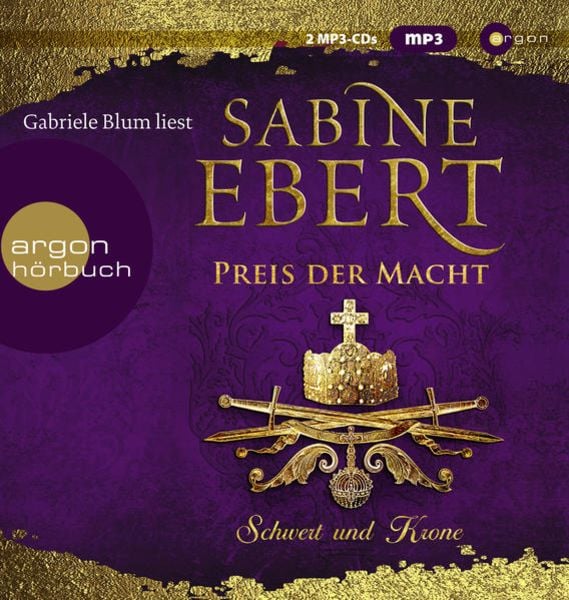 2 MP3-CDs mp3 argon
Gabriele Blum liest
SABINE
EBERT
argon
hörbuch
PREIS DER MACHT
Schwert und Krone